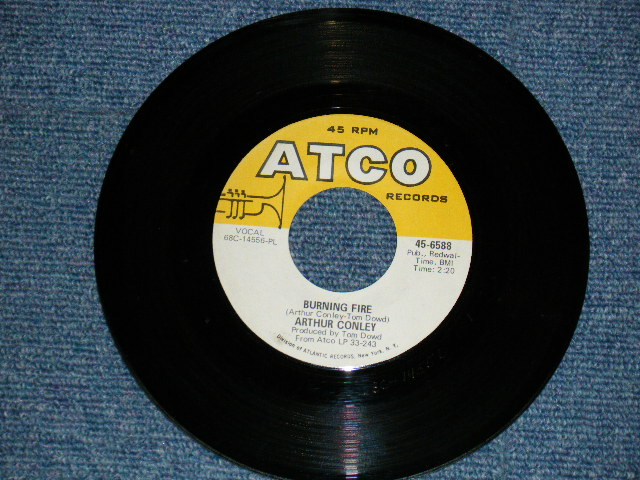 45 RPM
ATCO
RECORDS
VOCAL
68C-14556-PL
45-6588
Pub., Redwal-
Time, BMI
Time: 2:20
BURNING FIRE
(Arthur Conley-Tom Dowd)
ARTHUR CONLEY
Produced by Tom Dowd
From Atco LP 33-243
Division of ATLANTIC RECORDS, New York, N. Y.